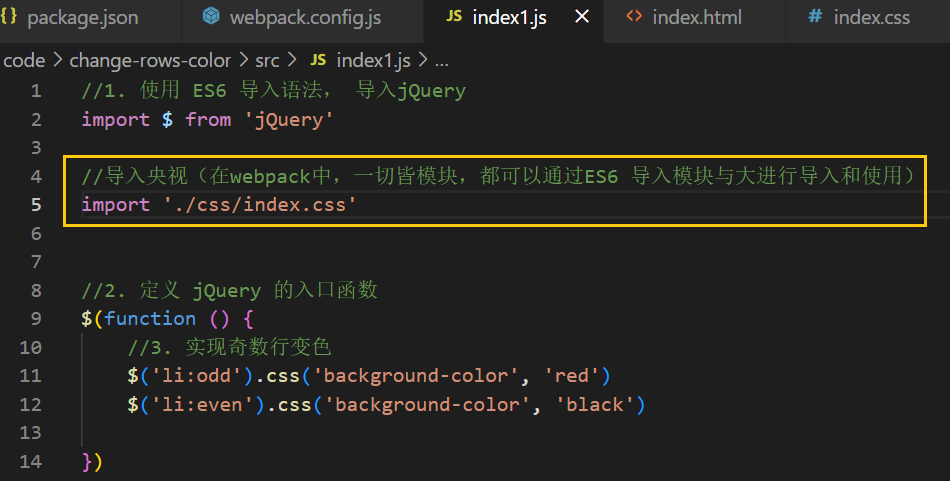 {} package.json webpack.config.js JS index1.js × <> index.html # index.css
code > change-rows-color > src > JS index1.js > ...
1 //1. 使用 ES6 导入语法， 导入jQuery
2 import $ from 'jQuery'
3
4 //导入央视（在webpack中，一切皆模块，都可以通过ES6 导入模块与大进行导入和使用）
5 import './css/index.css'
6
7
8 //2. 定义 jQuery 的入口函数
9 $(function () {
10 //3. 实现奇数行变色
11 $('li:odd').css('background-color', 'red')
12 $('li:even').css('background-color', 'black')
13
14 })